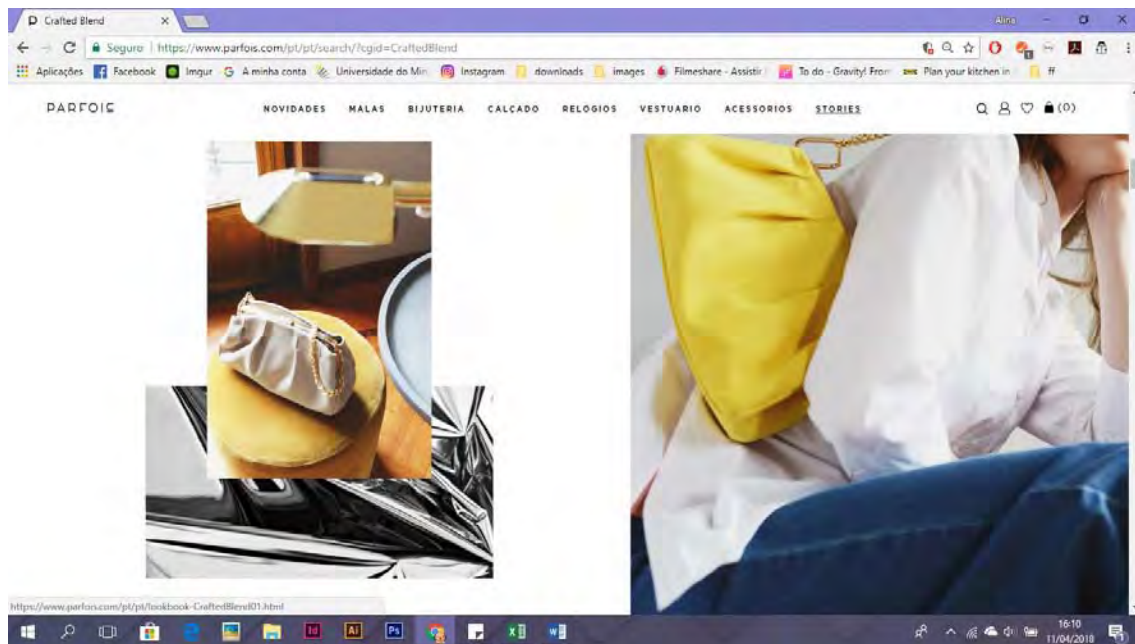 Crafted Blend
Alina
Seguro | https://www.parfois.com/pt/pt/search/?cgid=CraftedBlend
Aplicações Facebook Imgur A minha conta Universidade do Min Instagram downloads images Filmeshare - Assistir To do - Gravity! From Plan your kitchen in ff
PARFOIS NOVIDADES MALAS BIJUTERIA CALÇADO RELOGIOS VESTUARIO ACESSORIOS STORIES (0)
https://www.parfois.com/pt/pt/lookbook-CraftedBlend01.html
Id Ai Ps
16:10
11/04/2018